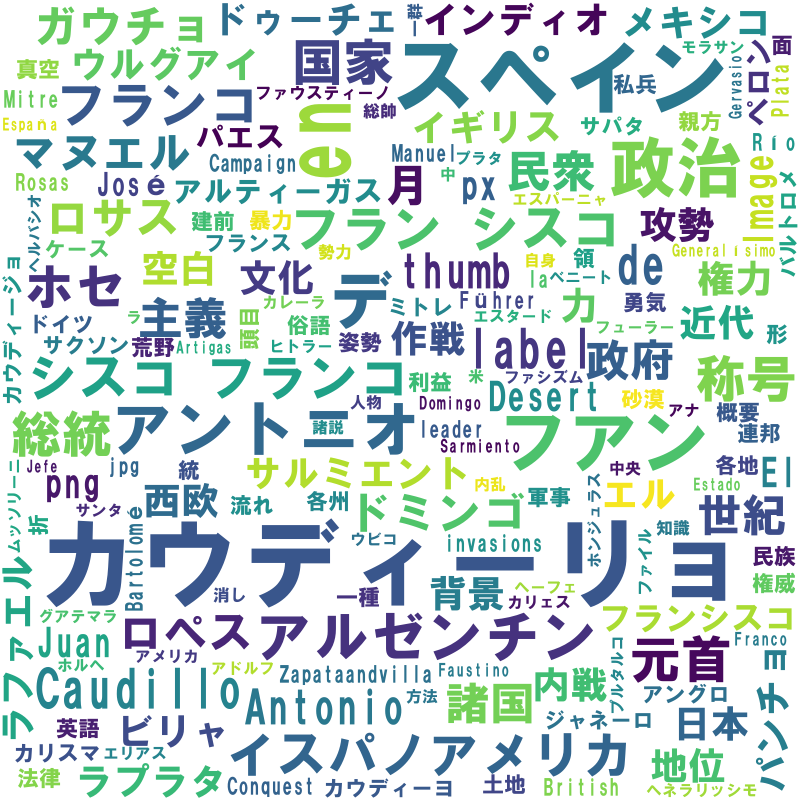 ガウチョ
ドゥーチェ
インディオ
メキシコ
モラサン
面
真空
ウルグアイ
国家
スペイン
私兵
Gervasio
ペロン
Plata
Mitre
フランコ
ファウスティーノ
総帥
España
パエス
en
イギリス
サパタ
親方
Río
マヌエル
Campaign
Manuel
プラタ
中
民衆
政治
Image
バルトロメ
Rosas
José
アルティーガス
月
px
エスパーニャ
ヘルバシオ
ロサス
建前
暴力
フラン シスコ
攻勢
ケース
フランス
勢力
自身
領
Generalísimo
カウディージョ
ホセ
空白
文化
デ
thumb
la
ベニート
de
権力
カレーラ
ミトレ
Führer
力
勇気
ドイツ
ラ
主義
頭目
俗語
エスタード
フューラー
近代
形
サクソン
荒野
Artigas
ヒトラー
姿勢
作戦
label
政府
シスコ フランコ
利益
米
ファシズム
称号
人物
Domingo
Desert
砂漠
アナ
概要
総統
アントニオ
諸説
leader
Sarmiento
フアン
連邦
ムッソリーニ
Jefe
jpg
統
サルミエント
内乱
中央
各地
El
png
サンタ
西欧
流れ
各州
ドミンゴ
軍事
ホンジュラス
エル
Estado
世紀
折
Bartolomé
ウビコ
invasions
ファイル
知識
カウディーリョ
民族
ラファエル
消し
一種
背景
ヘーフェ
カリェス
権威
グアテマラ
ロペス
アルゼンチン
フランシスコ
Juan
アメリカ
ホルヘ
アドルフ
Zapataandvilla
Faustino
プルタルコ
元首
Franco
パンチョ
Caudillo
Antonio
方法
諸国
内戦
アングロ
英語
ビリャ
ジャネーロ
日本
カリスマ
エリアス
イスパノアメリカ
地位
法律
ラプラタ
Conquest
カウディーヨ
土地
British
ヘネラリッシモ